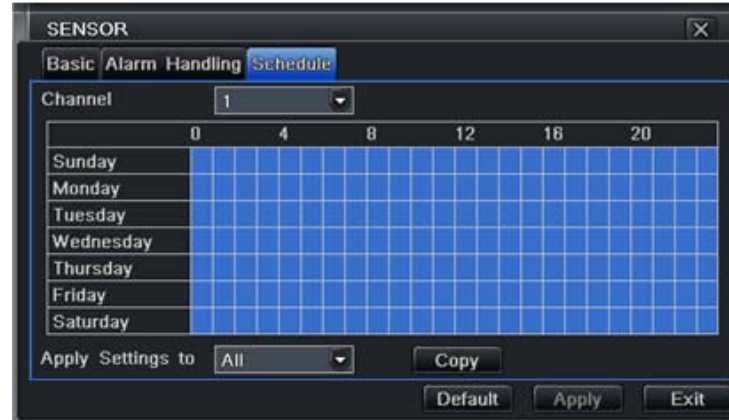 SENSOR
Basic Alarm Handling Schedule
Channel 1
0 4 8 12 16 20
Sunday
Monday
Tuesday
Wednesday
Thursday
Friday
Saturday
Apply Settings to All Copy
Default Apply Exit